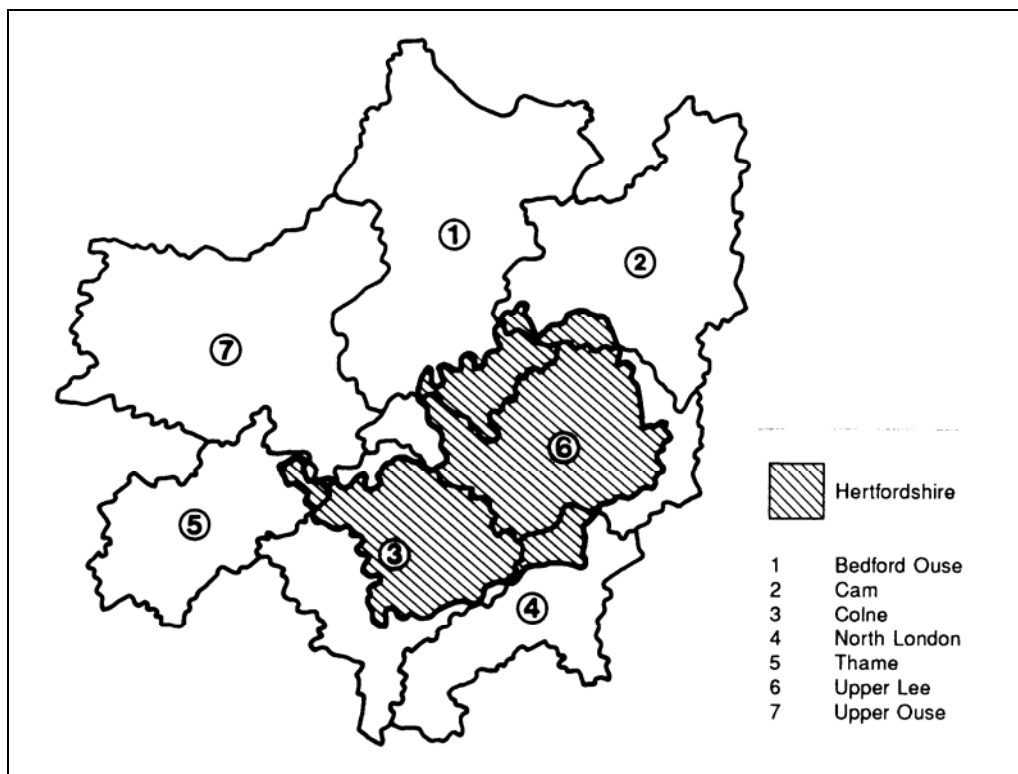 1
2
7
6
5
3
4
Hertfordshire
1 Bedford Ouse
2 Cam
3 Colne
4 North London
5 Thame
6 Upper Lee
7 Upper Ouse